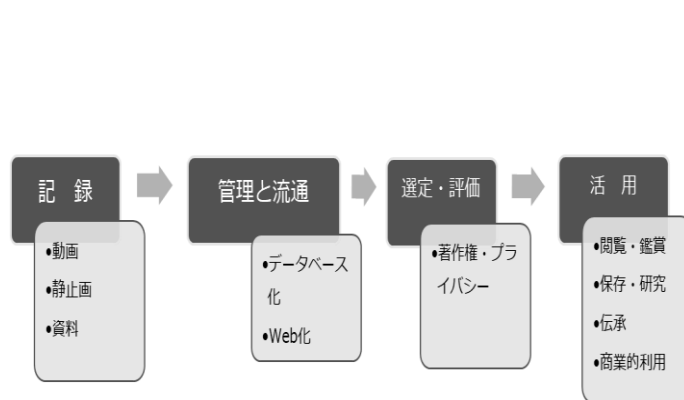 記　録
•動画
•静止画
•資料
管理と流通
•データベース
化
•Web化
選定・評価
•著作権・プラ
イバシー
活　用
•閲覧・鑑賞
•保存・研究
•伝承
•商業的利用